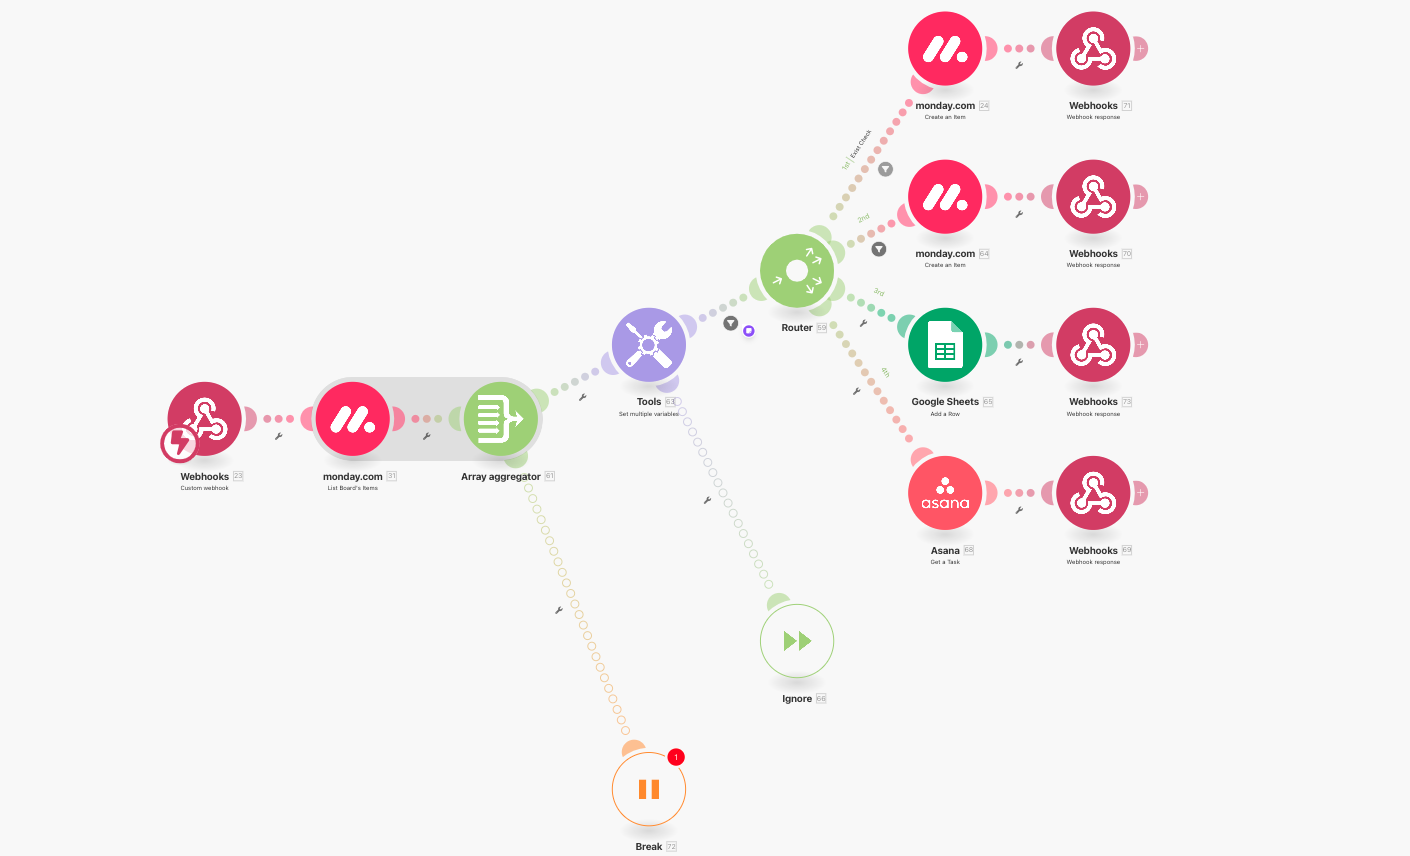 monday.com 24
Create an Item
Webhooks 71
Webhook response
1st | Exist Check
monday.com 64
Create an Item
Webhooks 70
Webhook response
2nd
Router 59
3rd
Tools 63
Set multiple variables
Google Sheets 65
Add a Row
Webhooks 73
Webhook response
4th
Webhooks 23
Custom webhook
monday.com 31
List Board's Items
Array aggregator 61
asana
Asana 68
Get a Task
Webhooks 69
Webhook response
Ignore 66
1
Break 72